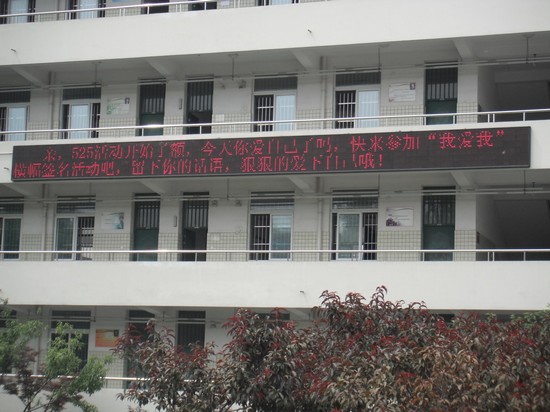 亲，525活动开始了额，今天你爱自己了吗，快来参加“我爱我”
横幅签名活动吧，留下你的话语，狠狠的爱下自己哦！